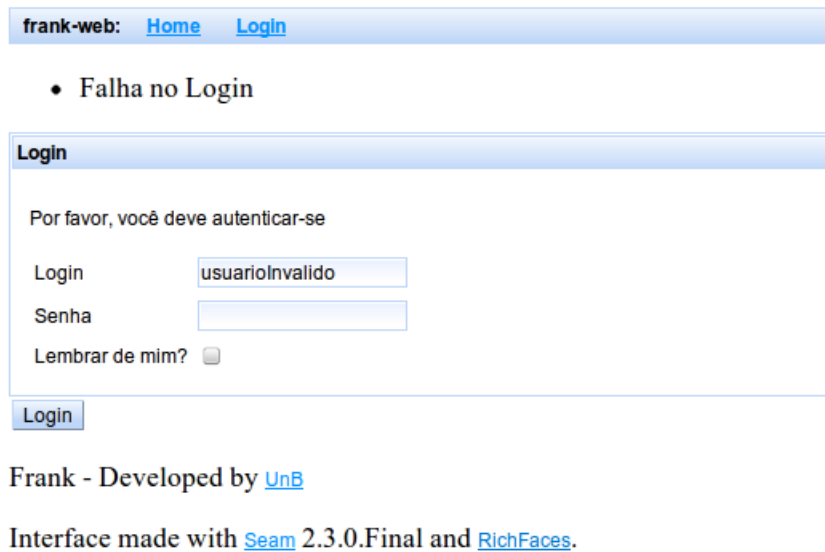 frank-web: Home Login
Falha no Login
Login
Por favor, você deve autenticar-se
Login usuarioInvalido
Senha
Lembrar de mim?
Login
Frank - Developed by UnB
Interface made with Seam 2.3.0.Final and RichFaces.